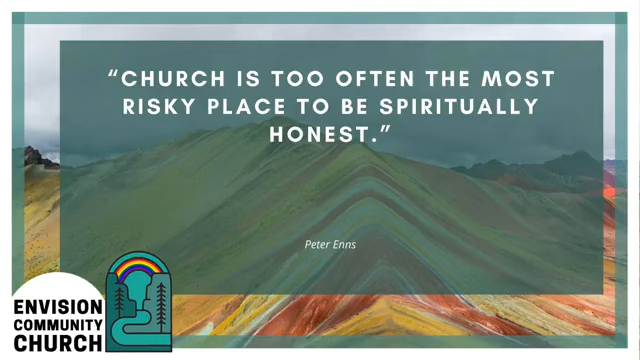 “CHURCH IS TOO OFTEN THE MOST
RISKY PLACE TO BE SPIRITUALLY
HONEST.”
Peter Enns
ENVISION
COMMUNITY
CHURCH